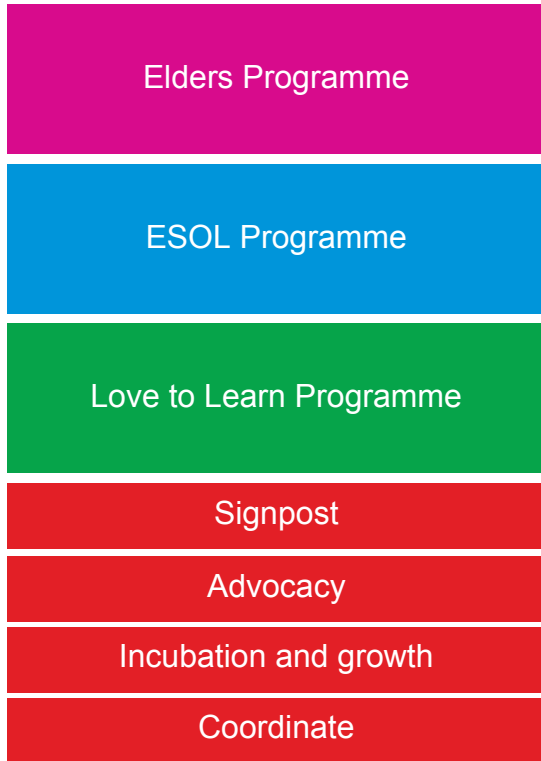 Elders Programme
ESOL Programme
Love to Learn Programme
Signpost
Advocacy
Incubation and growth
Coordinate